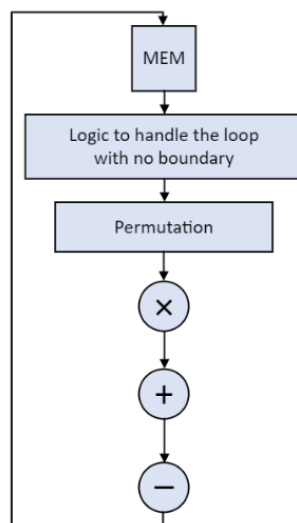 MEM
Logic to handle the loop
with no boundary
Permutation
×
+
−